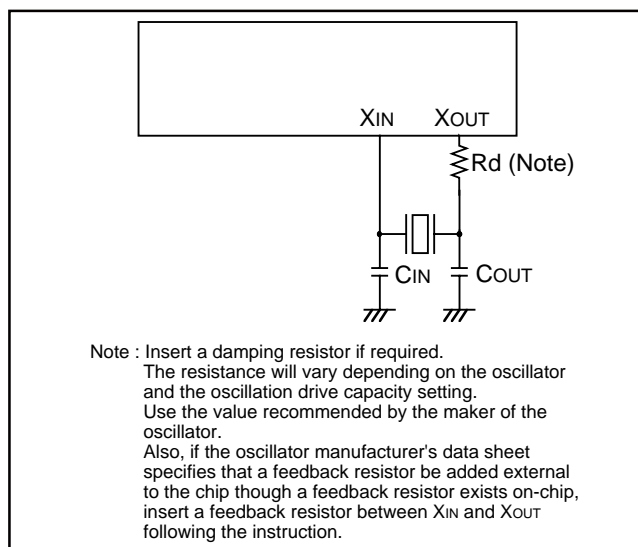 XIN XOUT
Rd (Note)
CIN COUT
Note : Insert a damping resistor if required.
The resistance will vary depending on the oscillator
and the oscillation drive capacity setting.
Use the value recommended by the maker of the
oscillator.
Also, if the oscillator manufacturer's data sheet
specifies that a feedback resistor be added external
to the chip though a feedback resistor exists on-chip,
insert a feedback resistor between XIN and XOUT
following the instruction.